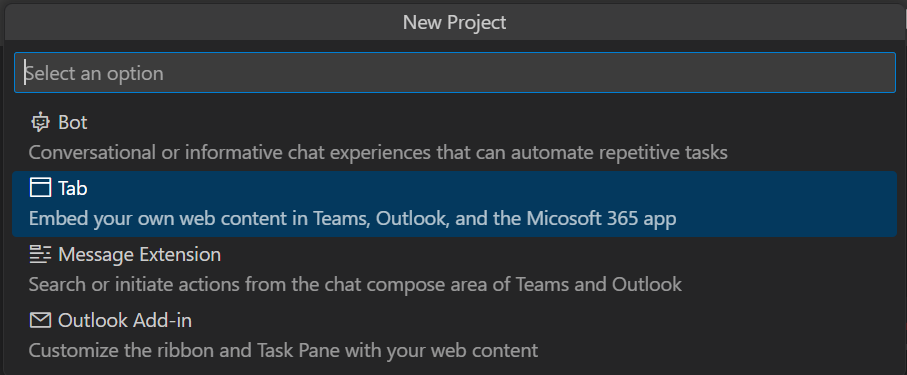 New Project
Select an option
Bot
Conversational or informative chat experiences that can automate repetitive tasks
Tab
Embed your own web content in Teams, Outlook, and the Micosoft 365 app
Message Extension
Search or initiate actions from the chat compose area of Teams and Outlook
Outlook Add-in
Customize the ribbon and Task Pane with your web content